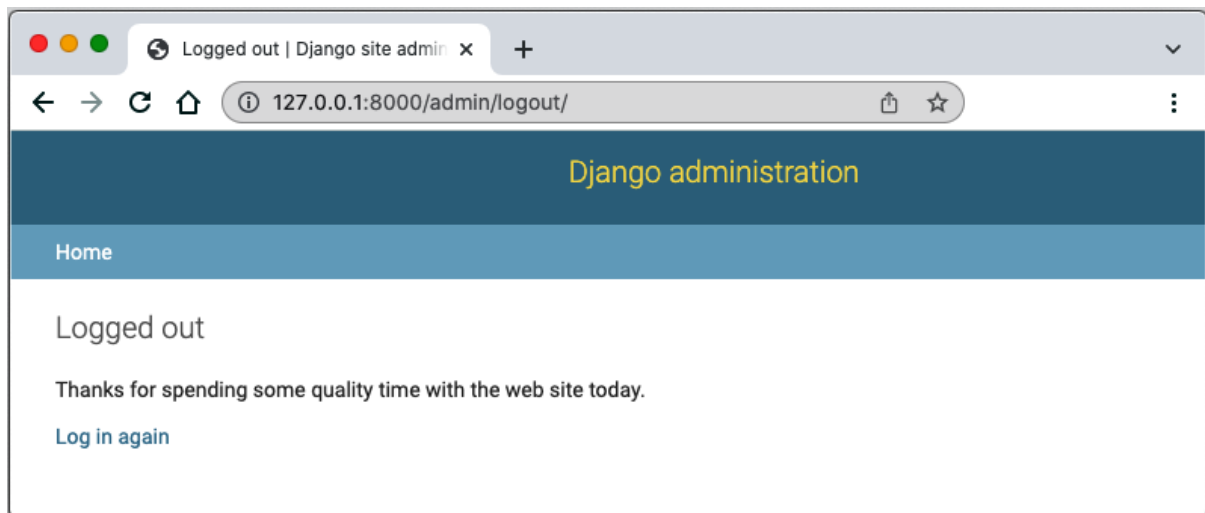 Logged out | Django site admin
127.0.0.1:8000/admin/logout/
Django administration
Home
Logged out
Thanks for spending some quality time with the web site today.
Log in again